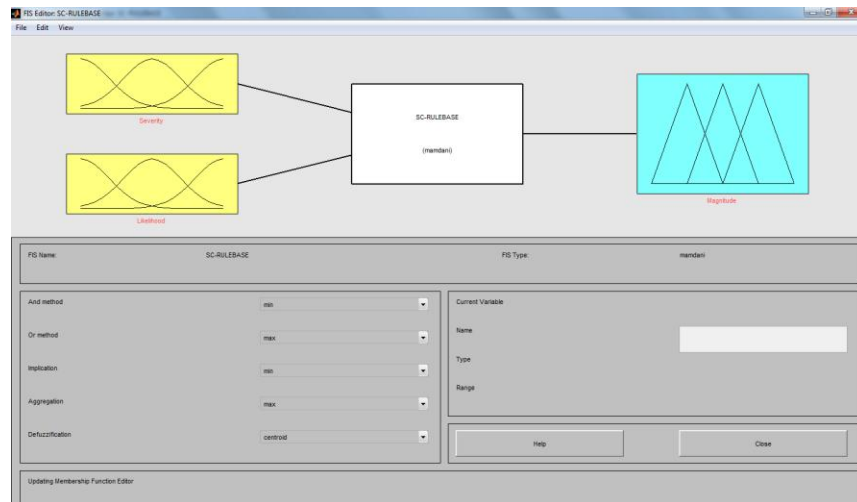 FIS Editor: SC-RULEBASE
File Edit View
Severity
SC-RULEBASE
(mamdani)
Likelihood
Magnitude
FIS Name: SC-RULEBASE FIS Type: mamdani
And method min
Or method max
Implication min
Aggregation max
Defuzzification centroid
Current Variable
Name
Type
Range
Help Close
Updating Membership Function Editor